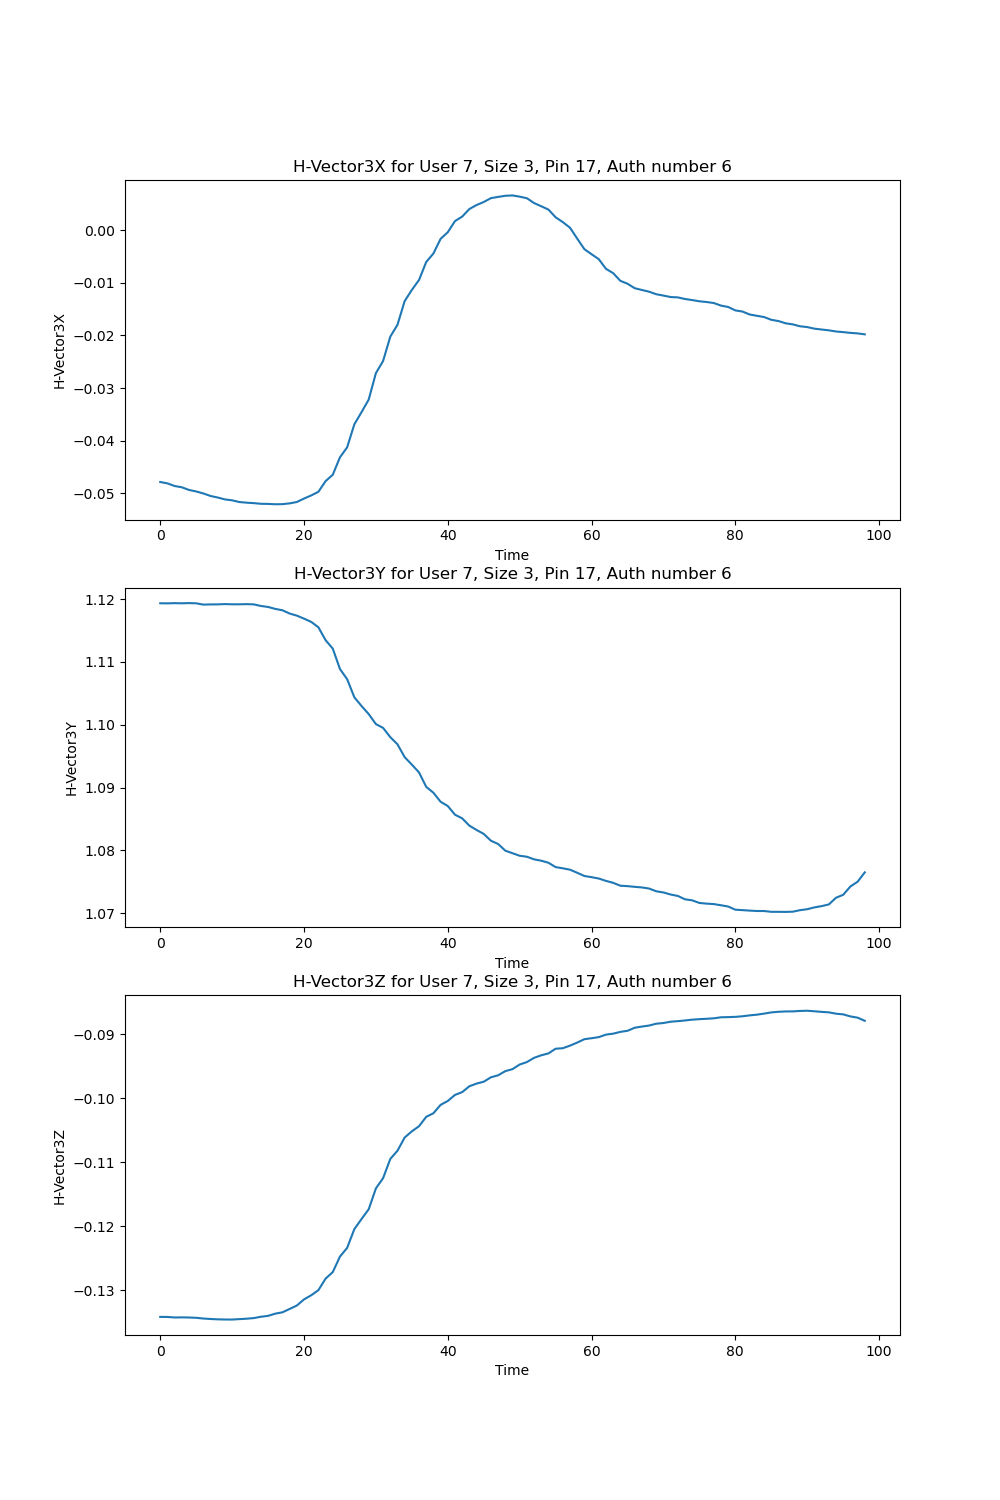 H-Vector3X for User 7, Size 3, Pin 17, Auth number 6
0.00
−0.01
−0.02
−0.03
−0.04
−0.05
H-Vector3X
0 20 40 60 80 100
Time
H-Vector3Y for User 7, Size 3, Pin 17, Auth number 6
1.12
1.11
1.10
1.09
1.08
1.07
H-Vector3Y
0 20 40 60 80 100
Time
H-Vector3Z for User 7, Size 3, Pin 17, Auth number 6
−0.09
−0.10
−0.11
−0.12
−0.13
H-Vector3Z
0 20 40 60 80 100
Time